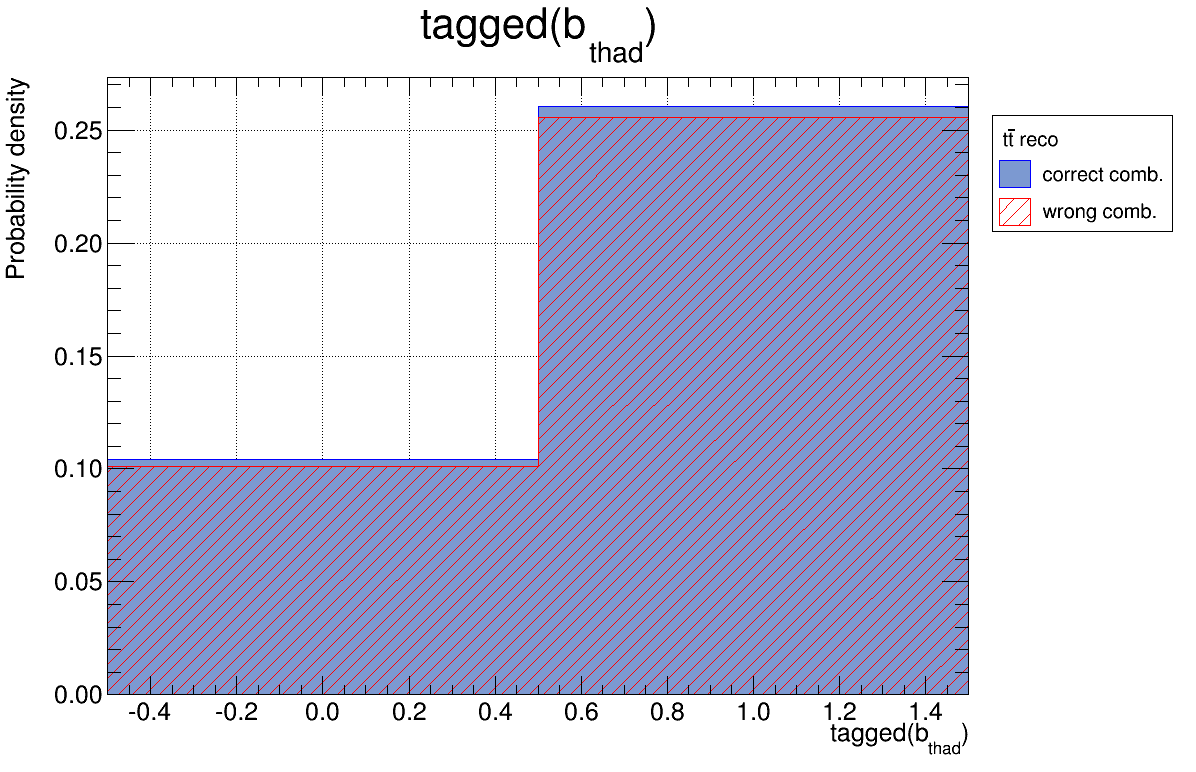 tagged(b_thad)
Probability density
0.25
0.20
0.15
0.10
0.05
0.00
-0.4 -0.2 0.0 0.2 0.4 0.6 0.8 1.0 1.2 1.4
tagged(b_thad)
tt̄ reco
correct comb.
wrong comb.